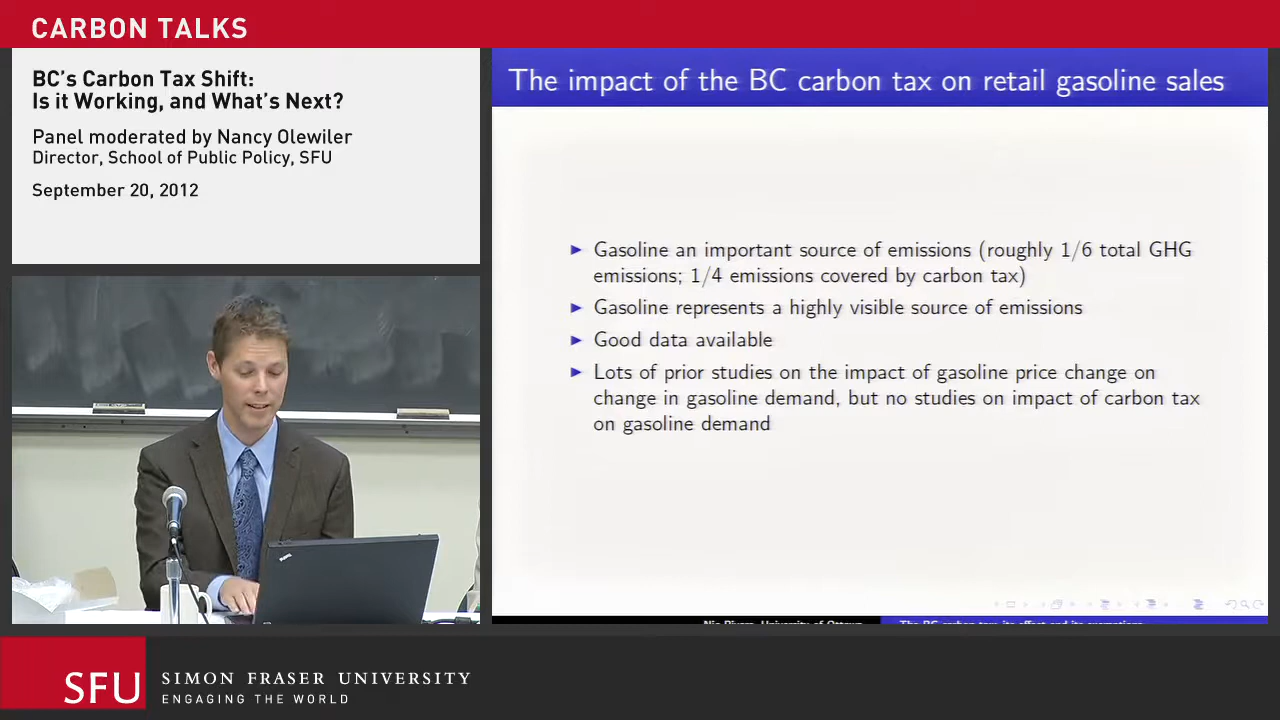 CARBON TALKS
BC's Carbon Tax Shift:
Is it Working, and What's Next?
Panel moderated by Nancy Olewiler
Director, School of Public Policy, SFU
September 20, 2012
The impact of the BC carbon tax on retail gasoline sales
Gasoline an important source of emissions (roughly 1/6 total GHG
emissions; 1/4 emissions covered by carbon tax)
Gasoline represents a highly visible source of emissions
Good data available
Lots of prior studies on the impact of gasoline price change on
change in gasoline demand, but no studies on impact of carbon tax
on gasoline demand
Nic Rivers, University of Ottawa
The BC carbon tax: its effect and its exemptions
SFU
SIMON FRASER UNIVERSITY
ENGAGING THE WORLD